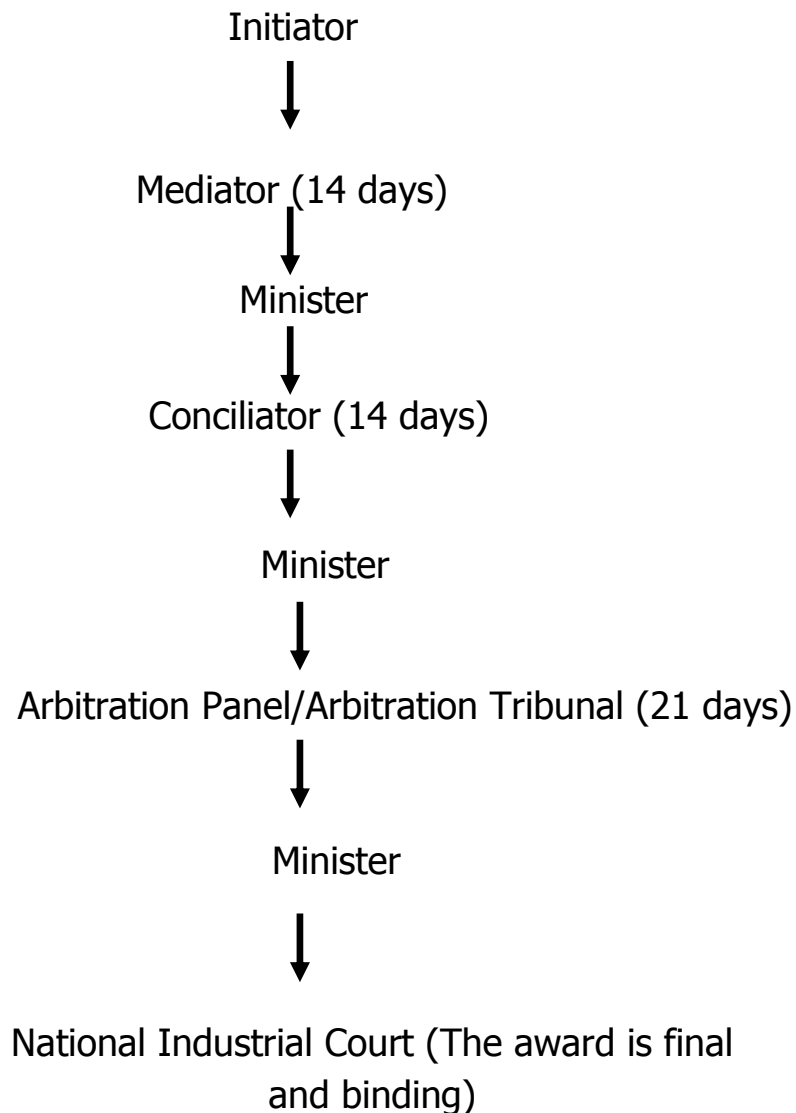 Initiator
Mediator (14 days)
Minister
Conciliator (14 days)
Minister
Arbitration Panel/Arbitration Tribunal (21 days)
Minister
National Industrial Court (The award is final
and binding)